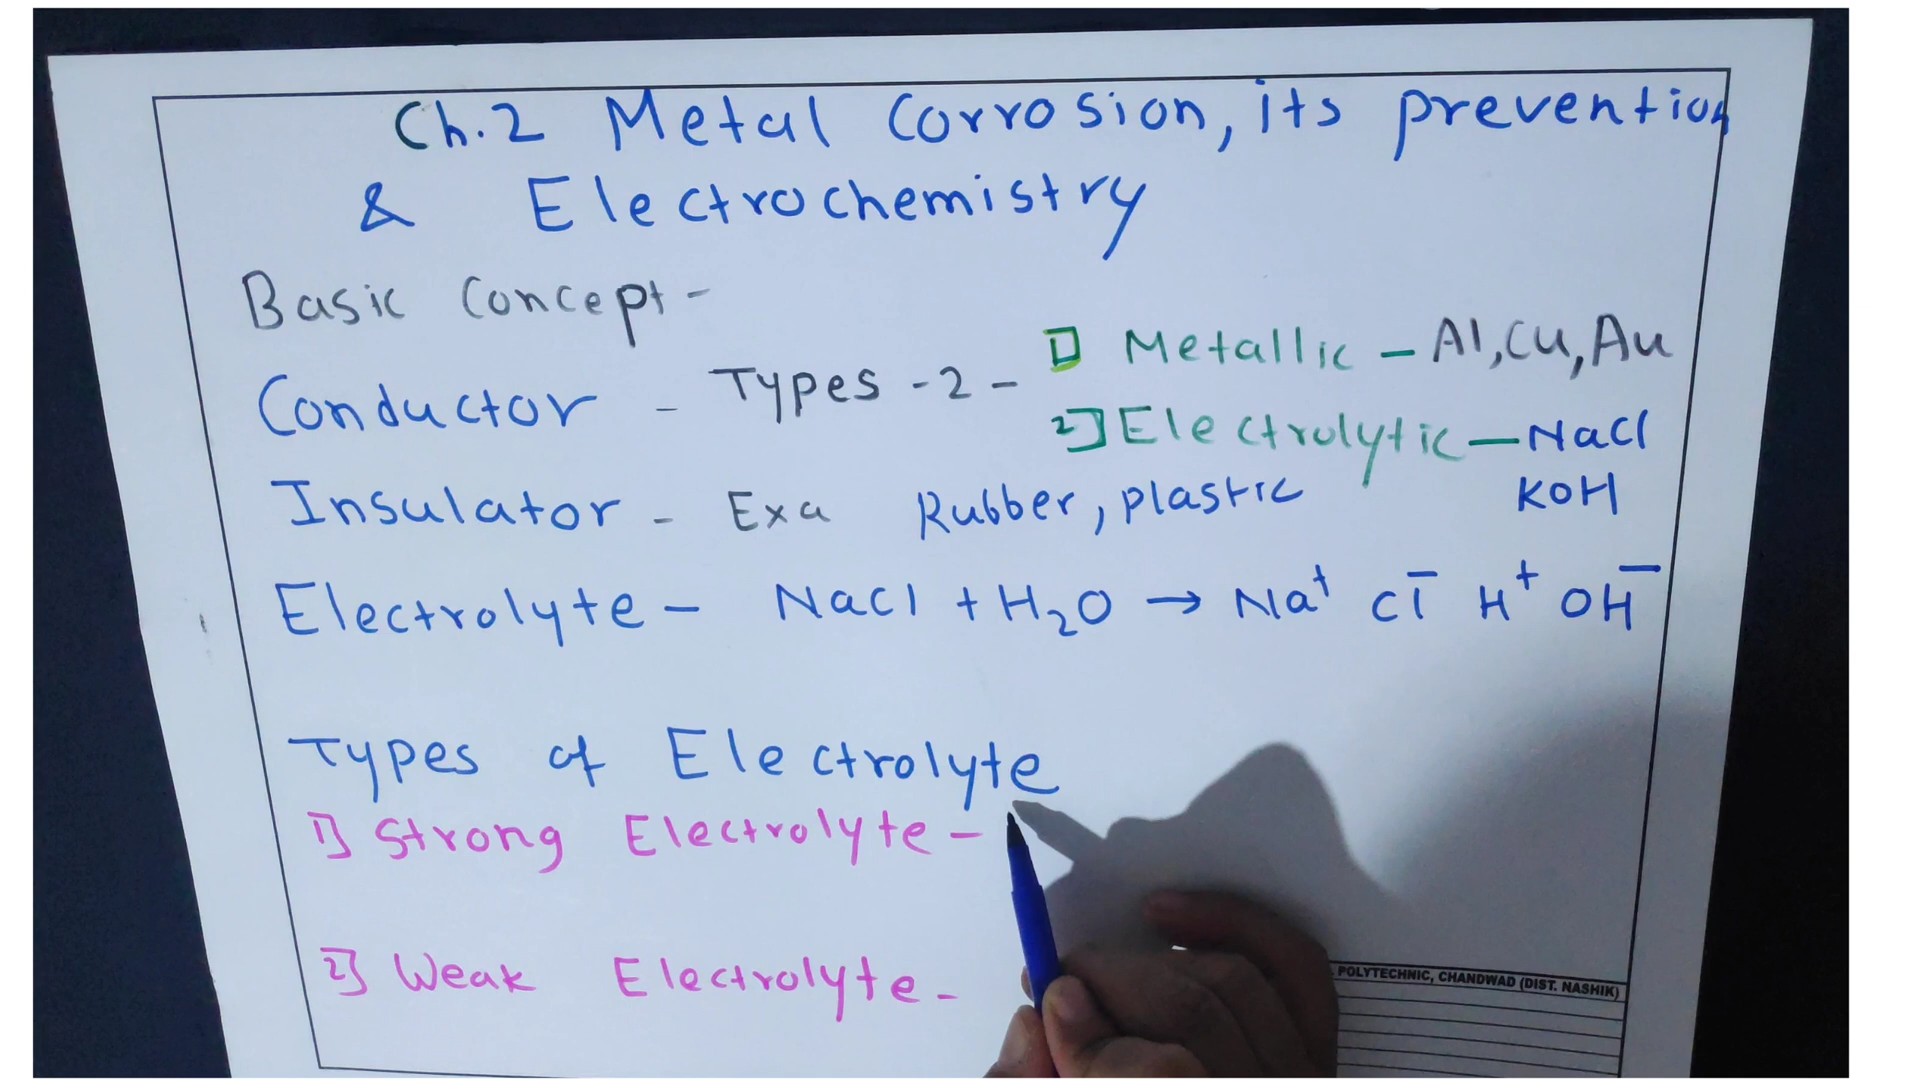 Ch.2 Metal Corrosion, its prevention
& Electrochemistry
Basic Concept -
Conductor - Types -2- 1] Metallic - Al, Cu, Au
2] Electrolytic - NaCl
KOH
Insulator - Exa Rubber, plastic
Electrolyte - NaCl + H₂O → Na⁺ Cl⁻ H⁺ OH⁻
Types of Electrolyte
1] Strong Electrolyte -
2] Weak Electrolyte -
POLYTECHNIC, CHANDWAD (DIST. NASHIK)